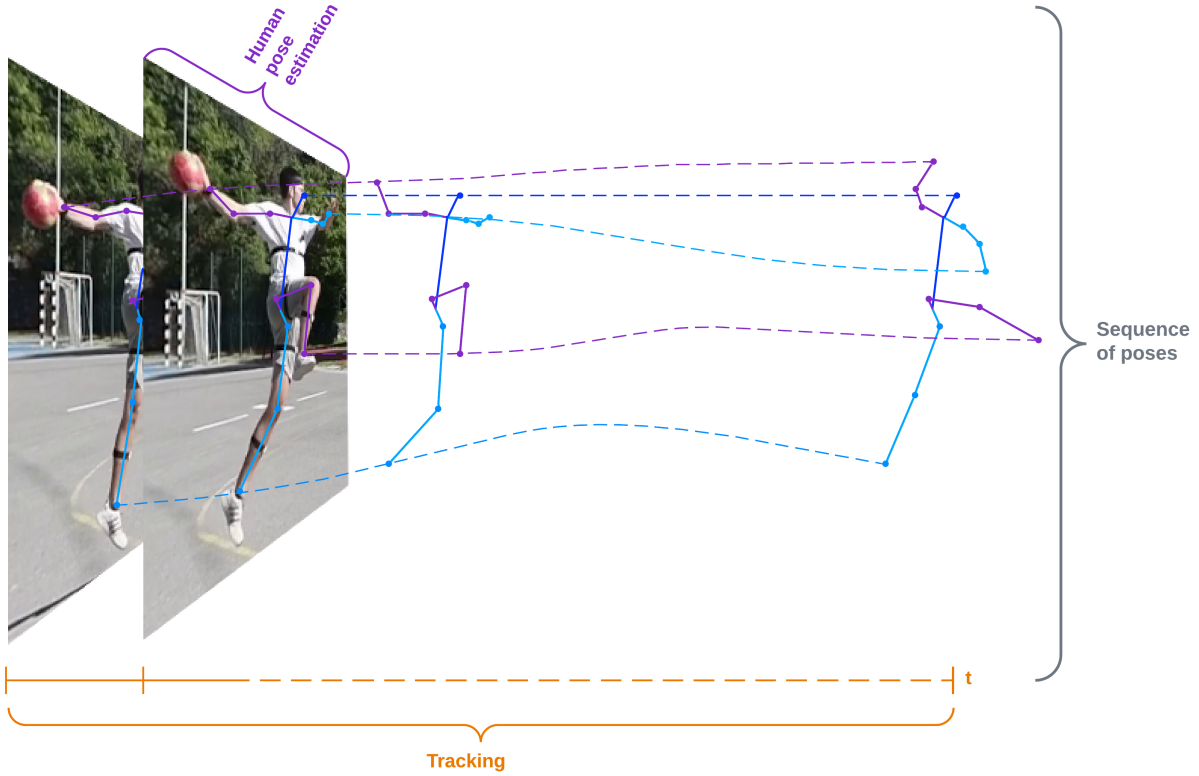 Human
pose
estimation
Sequence
of poses
t
Tracking